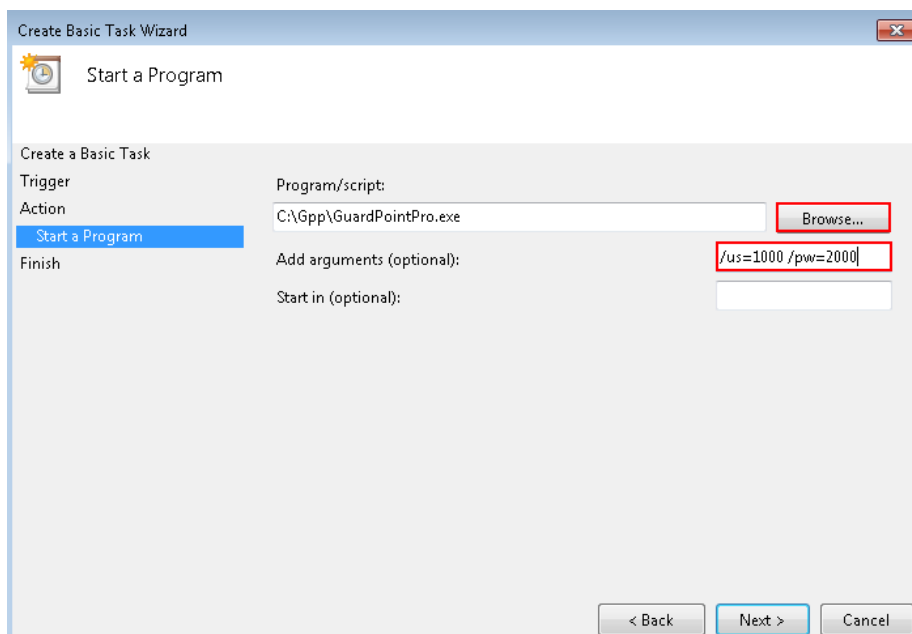 Create Basic Task Wizard
Start a Program
Create a Basic Task
Trigger
Action
Start a Program
Finish
Program/script:
C:\Gpp\GuardPointPro.exe
Browse...
Add arguments (optional):
/us=1000 /pw=2000
Start in (optional):
< Back
Next >
Cancel